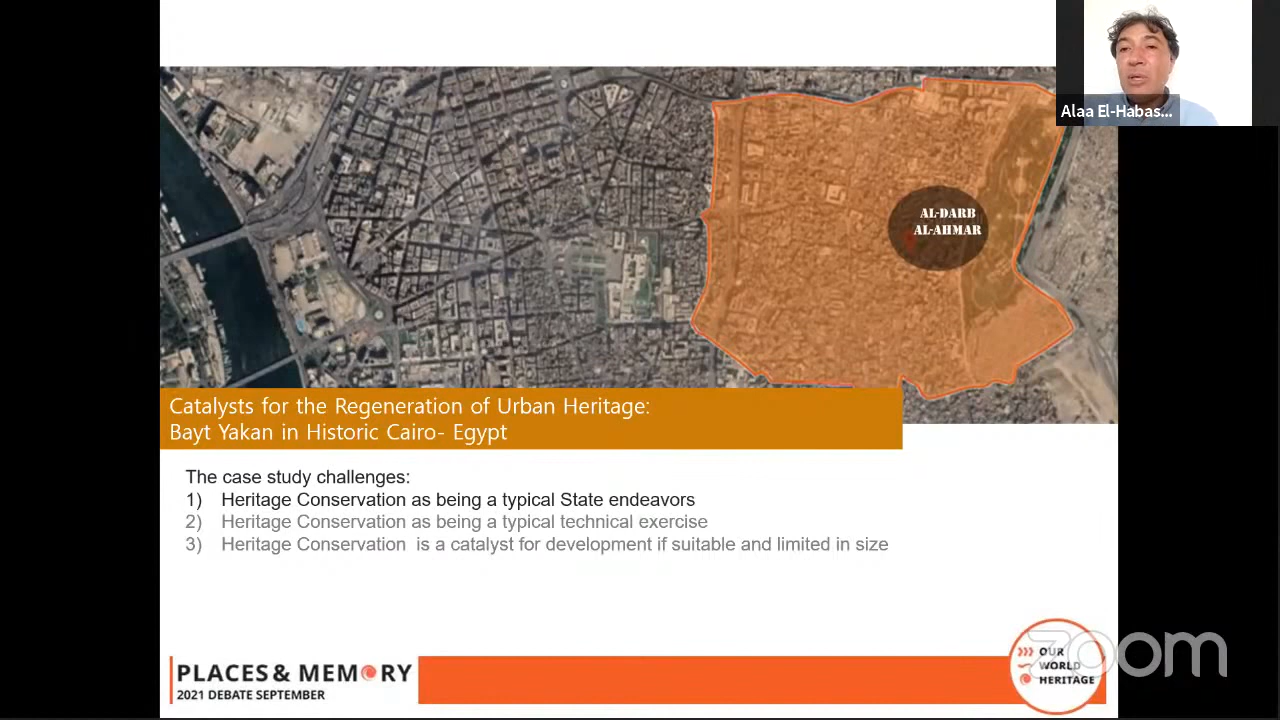 Alaa El-Habas...
AL-DARB
AL-AHMAR
Catalysts for the Regeneration of Urban Heritage:
Bayt Yakan in Historic Cairo- Egypt
The case study challenges:
1) Heritage Conservation as being a typical State endeavors
2) Heritage Conservation as being a typical technical exercise
3) Heritage Conservation is a catalyst for development if suitable and limited in size
PLACES & MEMORY
2021 DEBATE SEPTEMBER
OUR
WORLD
HERITAGE
zoom